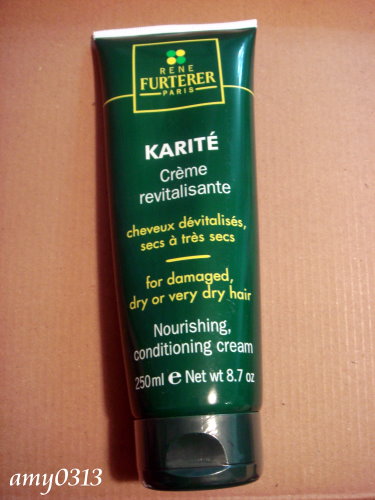 RENE
FURTERER
PARIS
KARITÉ
Crème
revitalisante
cheveux dévitalisés,
secs à très secs
for damaged,
dry or very dry hair
Nourishing,
conditioning cream
250ml e Net wt 8.7 oz
amy0313